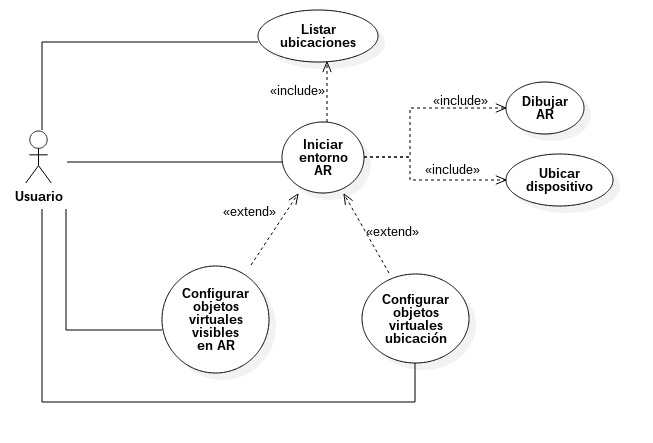 Listar
ubicaciones
«include»
«include»
Dibujar
AR
Iniciar
entorno
AR
«include»
Ubicar
dispositivo
Usuario
«extend»
«extend»
Configurar
objetos
virtuales
visibles
en AR
Configurar
objetos
virtuales
ubicación